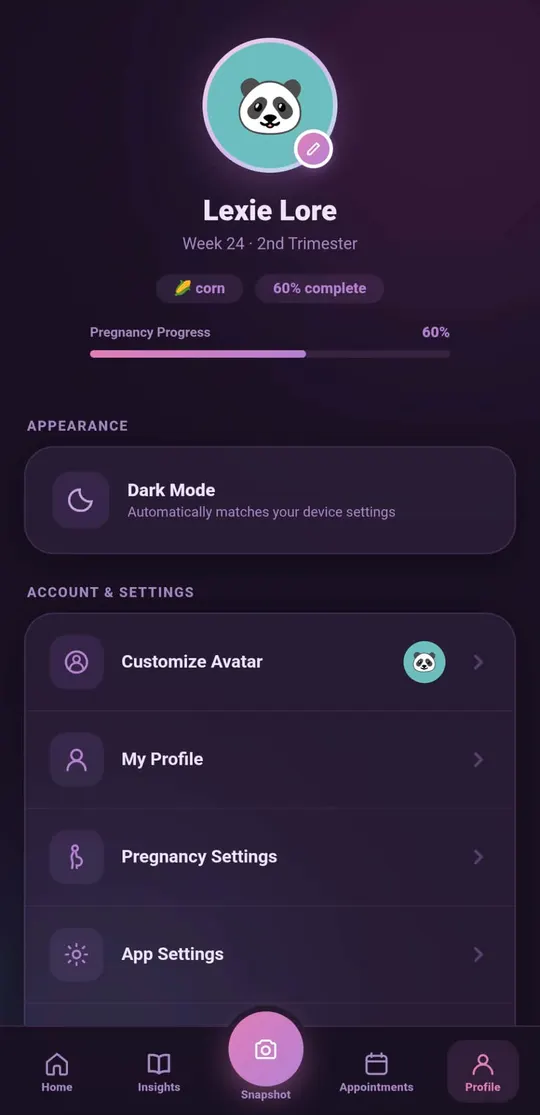 Lexie Lore
Week 24 · 2nd Trimester
🌽 corn
60% complete
Pregnancy Progress
60%
APPEARANCE
Dark Mode
Automatically matches your device settings
ACCOUNT & SETTINGS
Customize Avatar
My Profile
Pregnancy Settings
App Settings
Home
Insights
Snapshot
Appointments
Profile